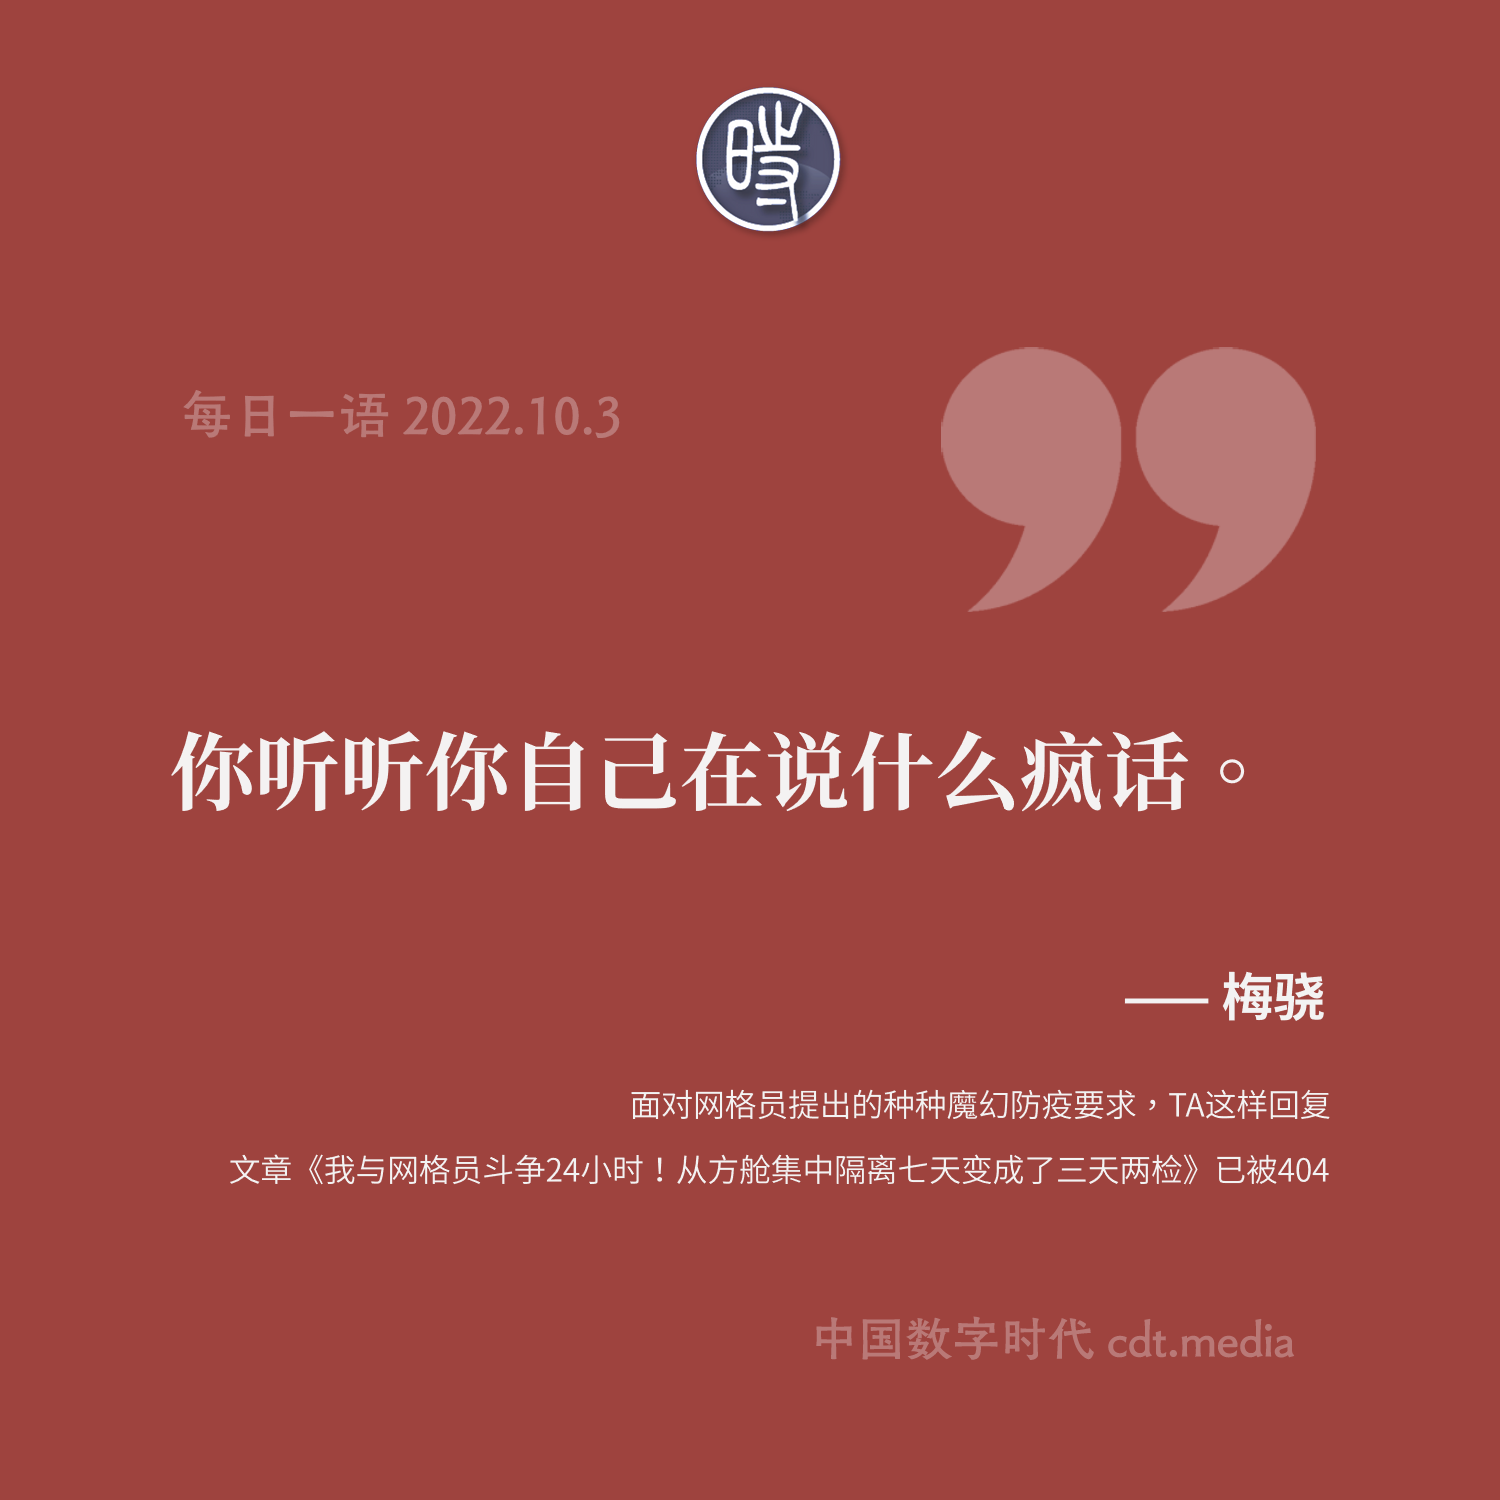 時
每日一语 2022.10.3
你听听你自己在说什么疯话。
—— 梅骁
面对网格员提出的种种魔幻防疫要求，TA这样回复
文章《我与网格员斗争24小时！从方舱集中隔离七天变成了三天两检》已被404
中国数字时代 cdt.media